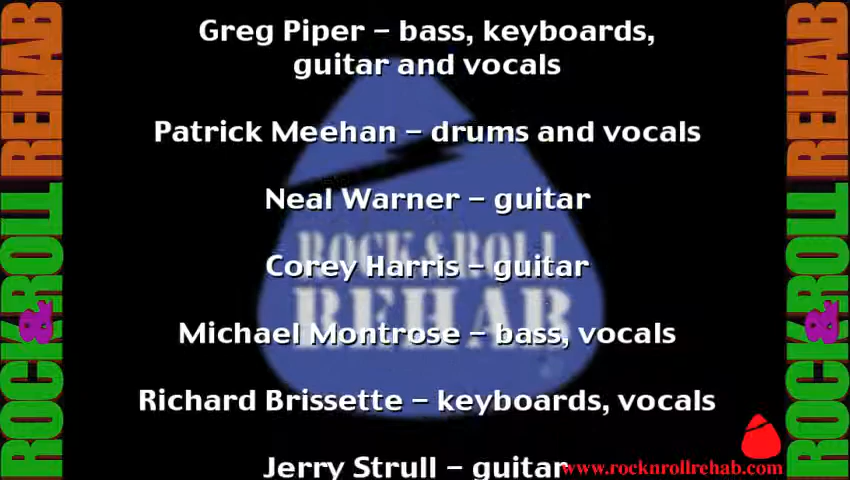 Greg Piper – bass, keyboards,
guitar and vocals
Patrick Meehan – drums and vocals
Neal Warner – guitar
Corey Harris – guitar
Michael Montrose – bass, vocals
Richard Brissette – keyboards, vocals
Jerry Strull – guitar
www.rocknrollrehab.com
ROCK & ROLL
REHAB
ROCK&ROLL REHAB
ROCK&ROLL REHAB